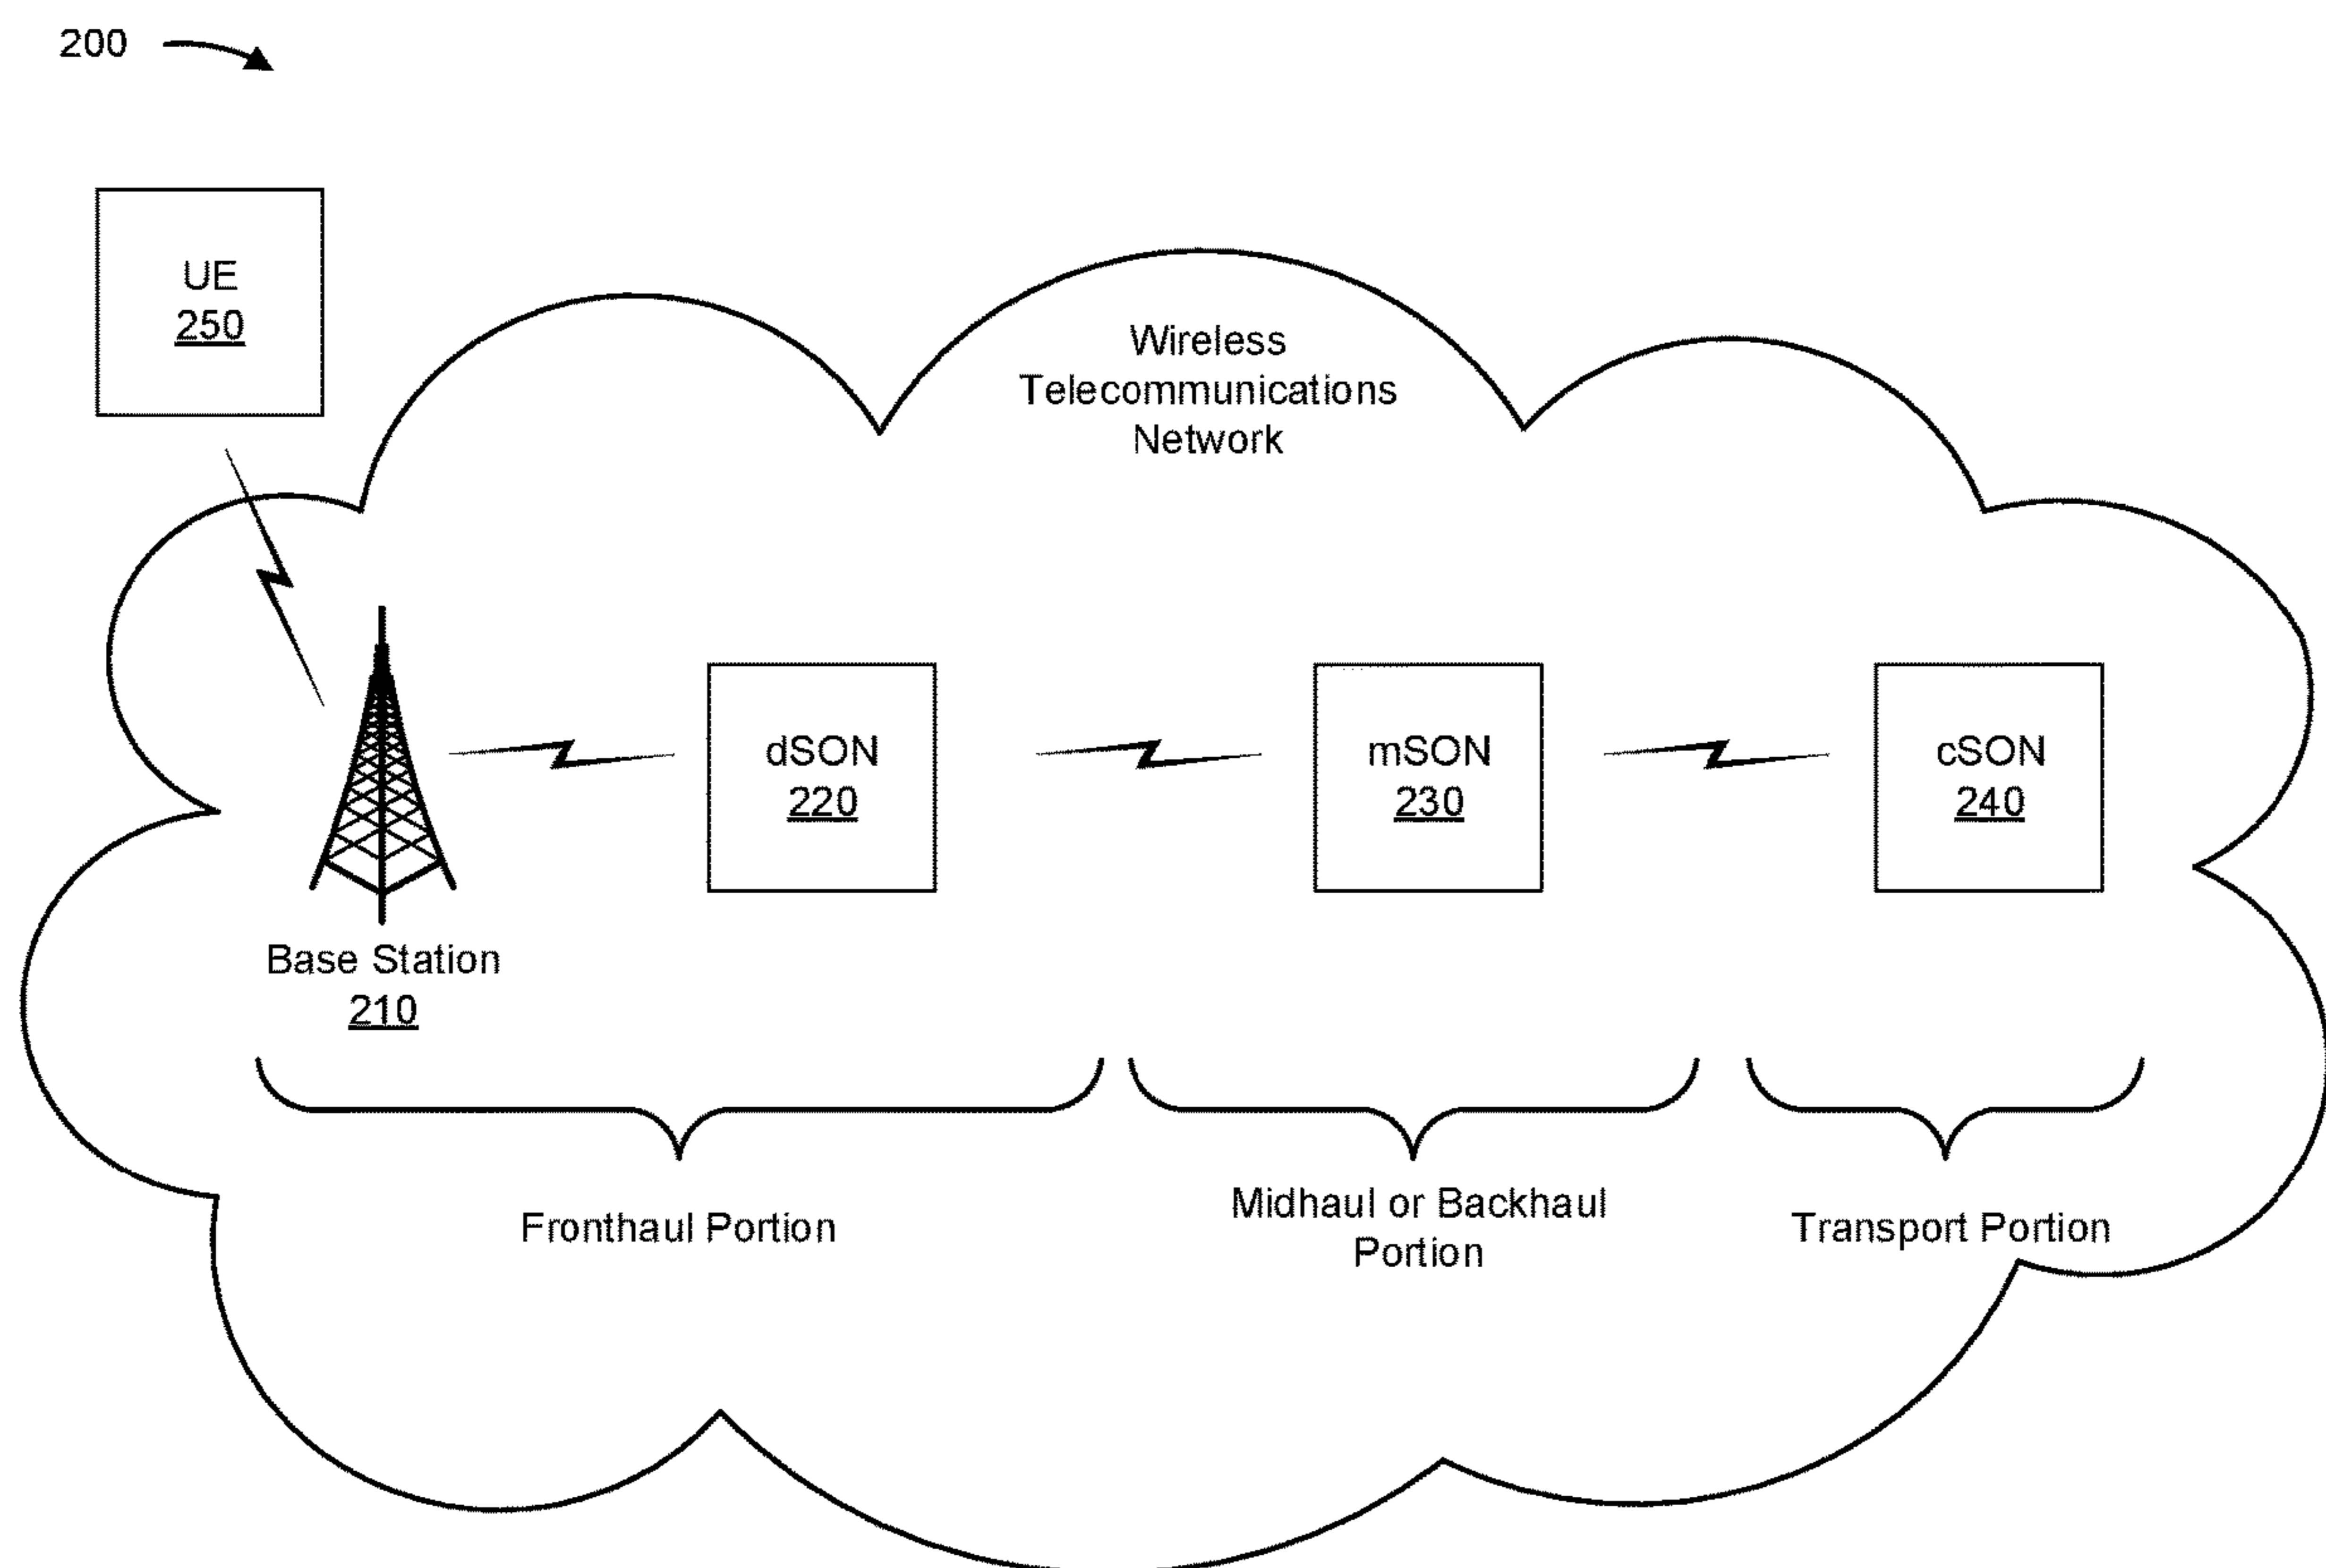 200
UE
250
Wireless
Telecommunications
Network
dSON
220
mSON
230
cSON
240
Base Station
210
Fronthaul Portion
Midhaul or Backhaul
Portion
Transport Portion